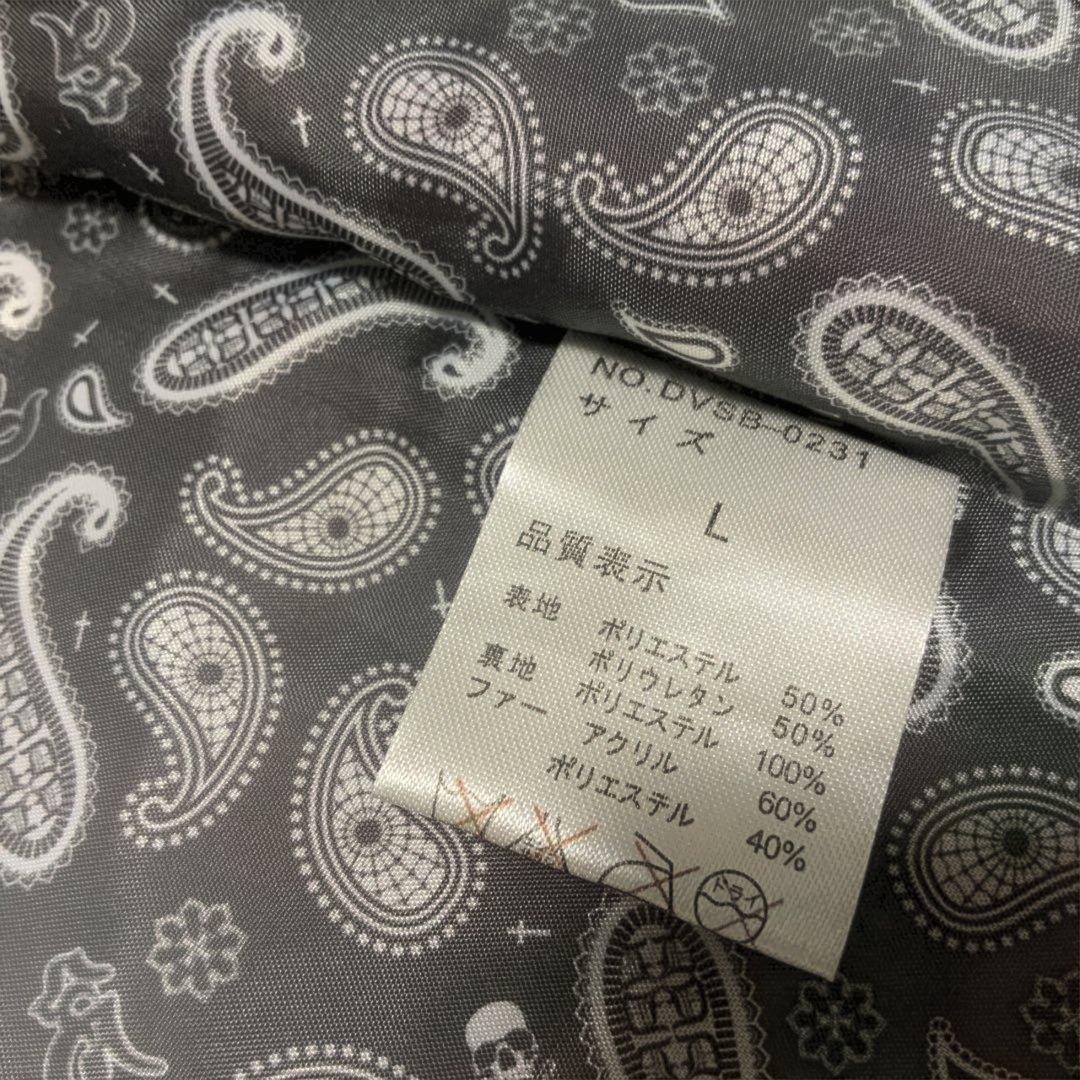 NO.DVSB-0231
サイズ
L
品質表示
表地 ポリエステル 50%
ポリウレタン 50%
裏地 ポリエステル 100%
ファー アクリル 60%
ポリエステル 40%
ドライ